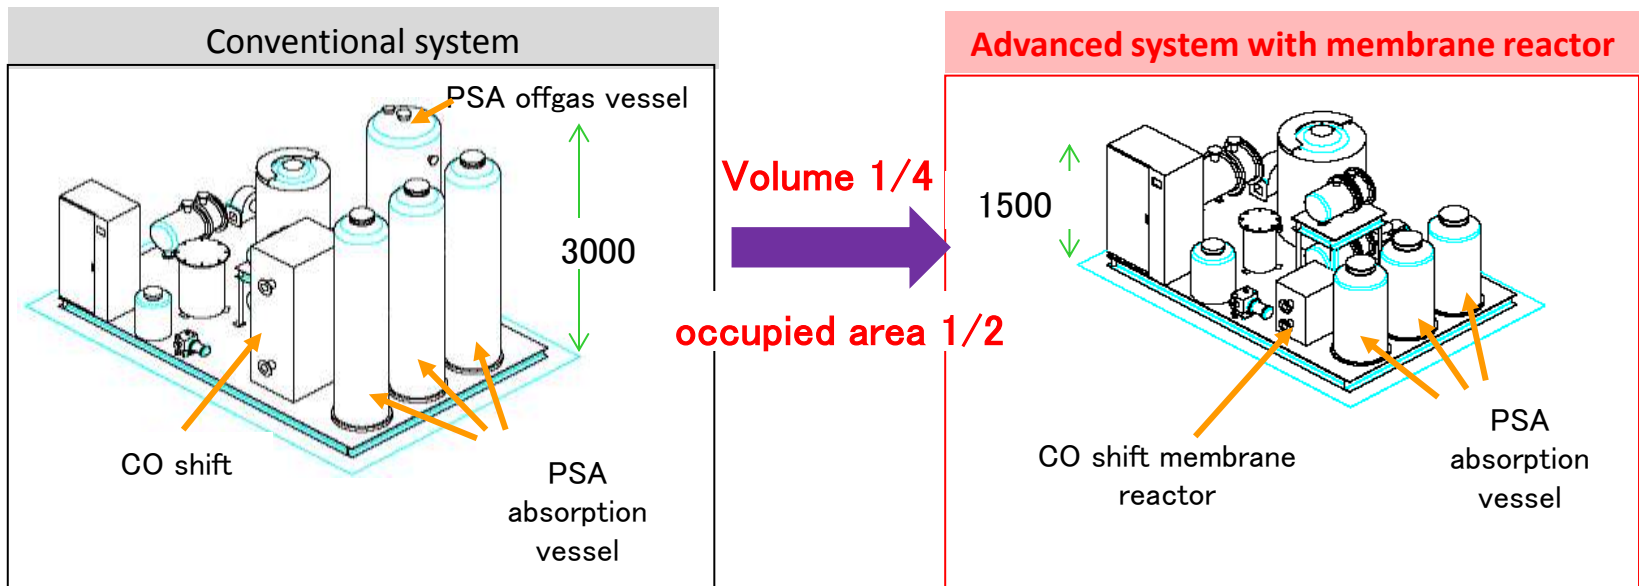 Conventional system
PSA offgas vessel
3000
CO shift
PSA
absorption
vessel
Volume 1/4
occupied area 1/2
Advanced system with membrane reactor
1500
CO shift membrane
reactor
PSA
absorption
vessel